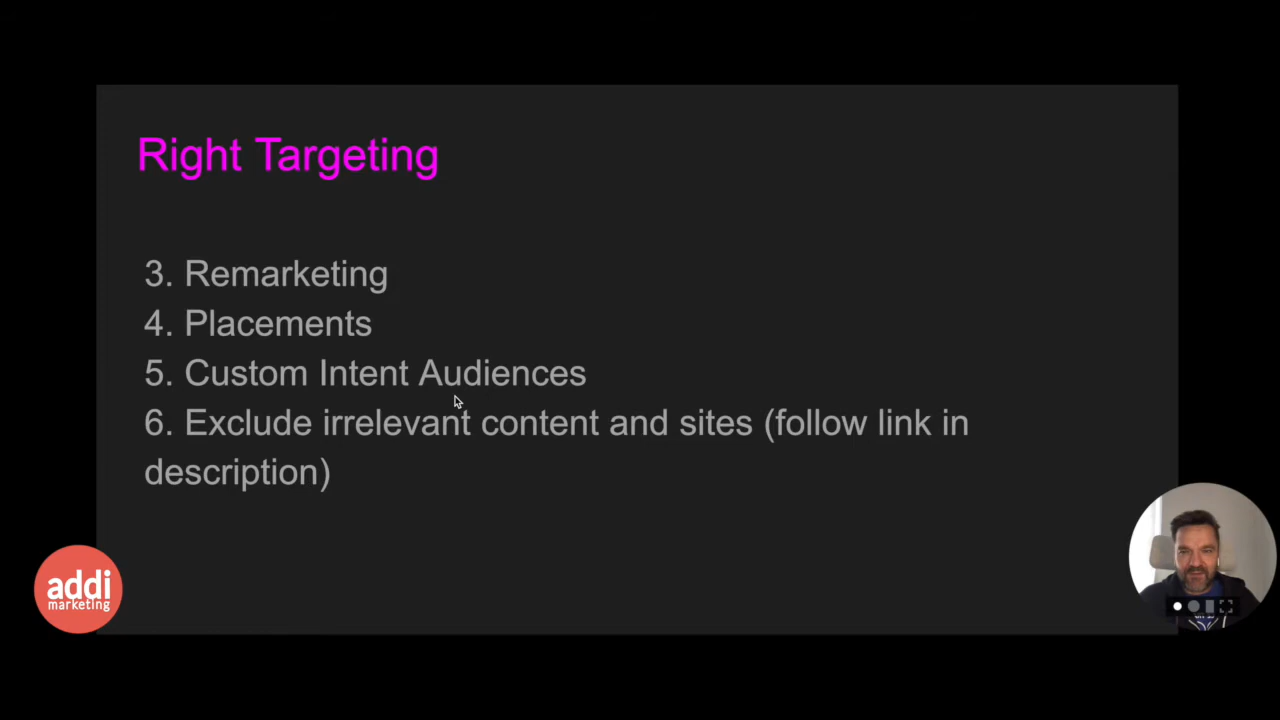 Right Targeting
3. Remarketing
4. Placements
5. Custom Intent Audiences
6. Exclude irrelevant content and sites (follow link in
description)
addi
marketing